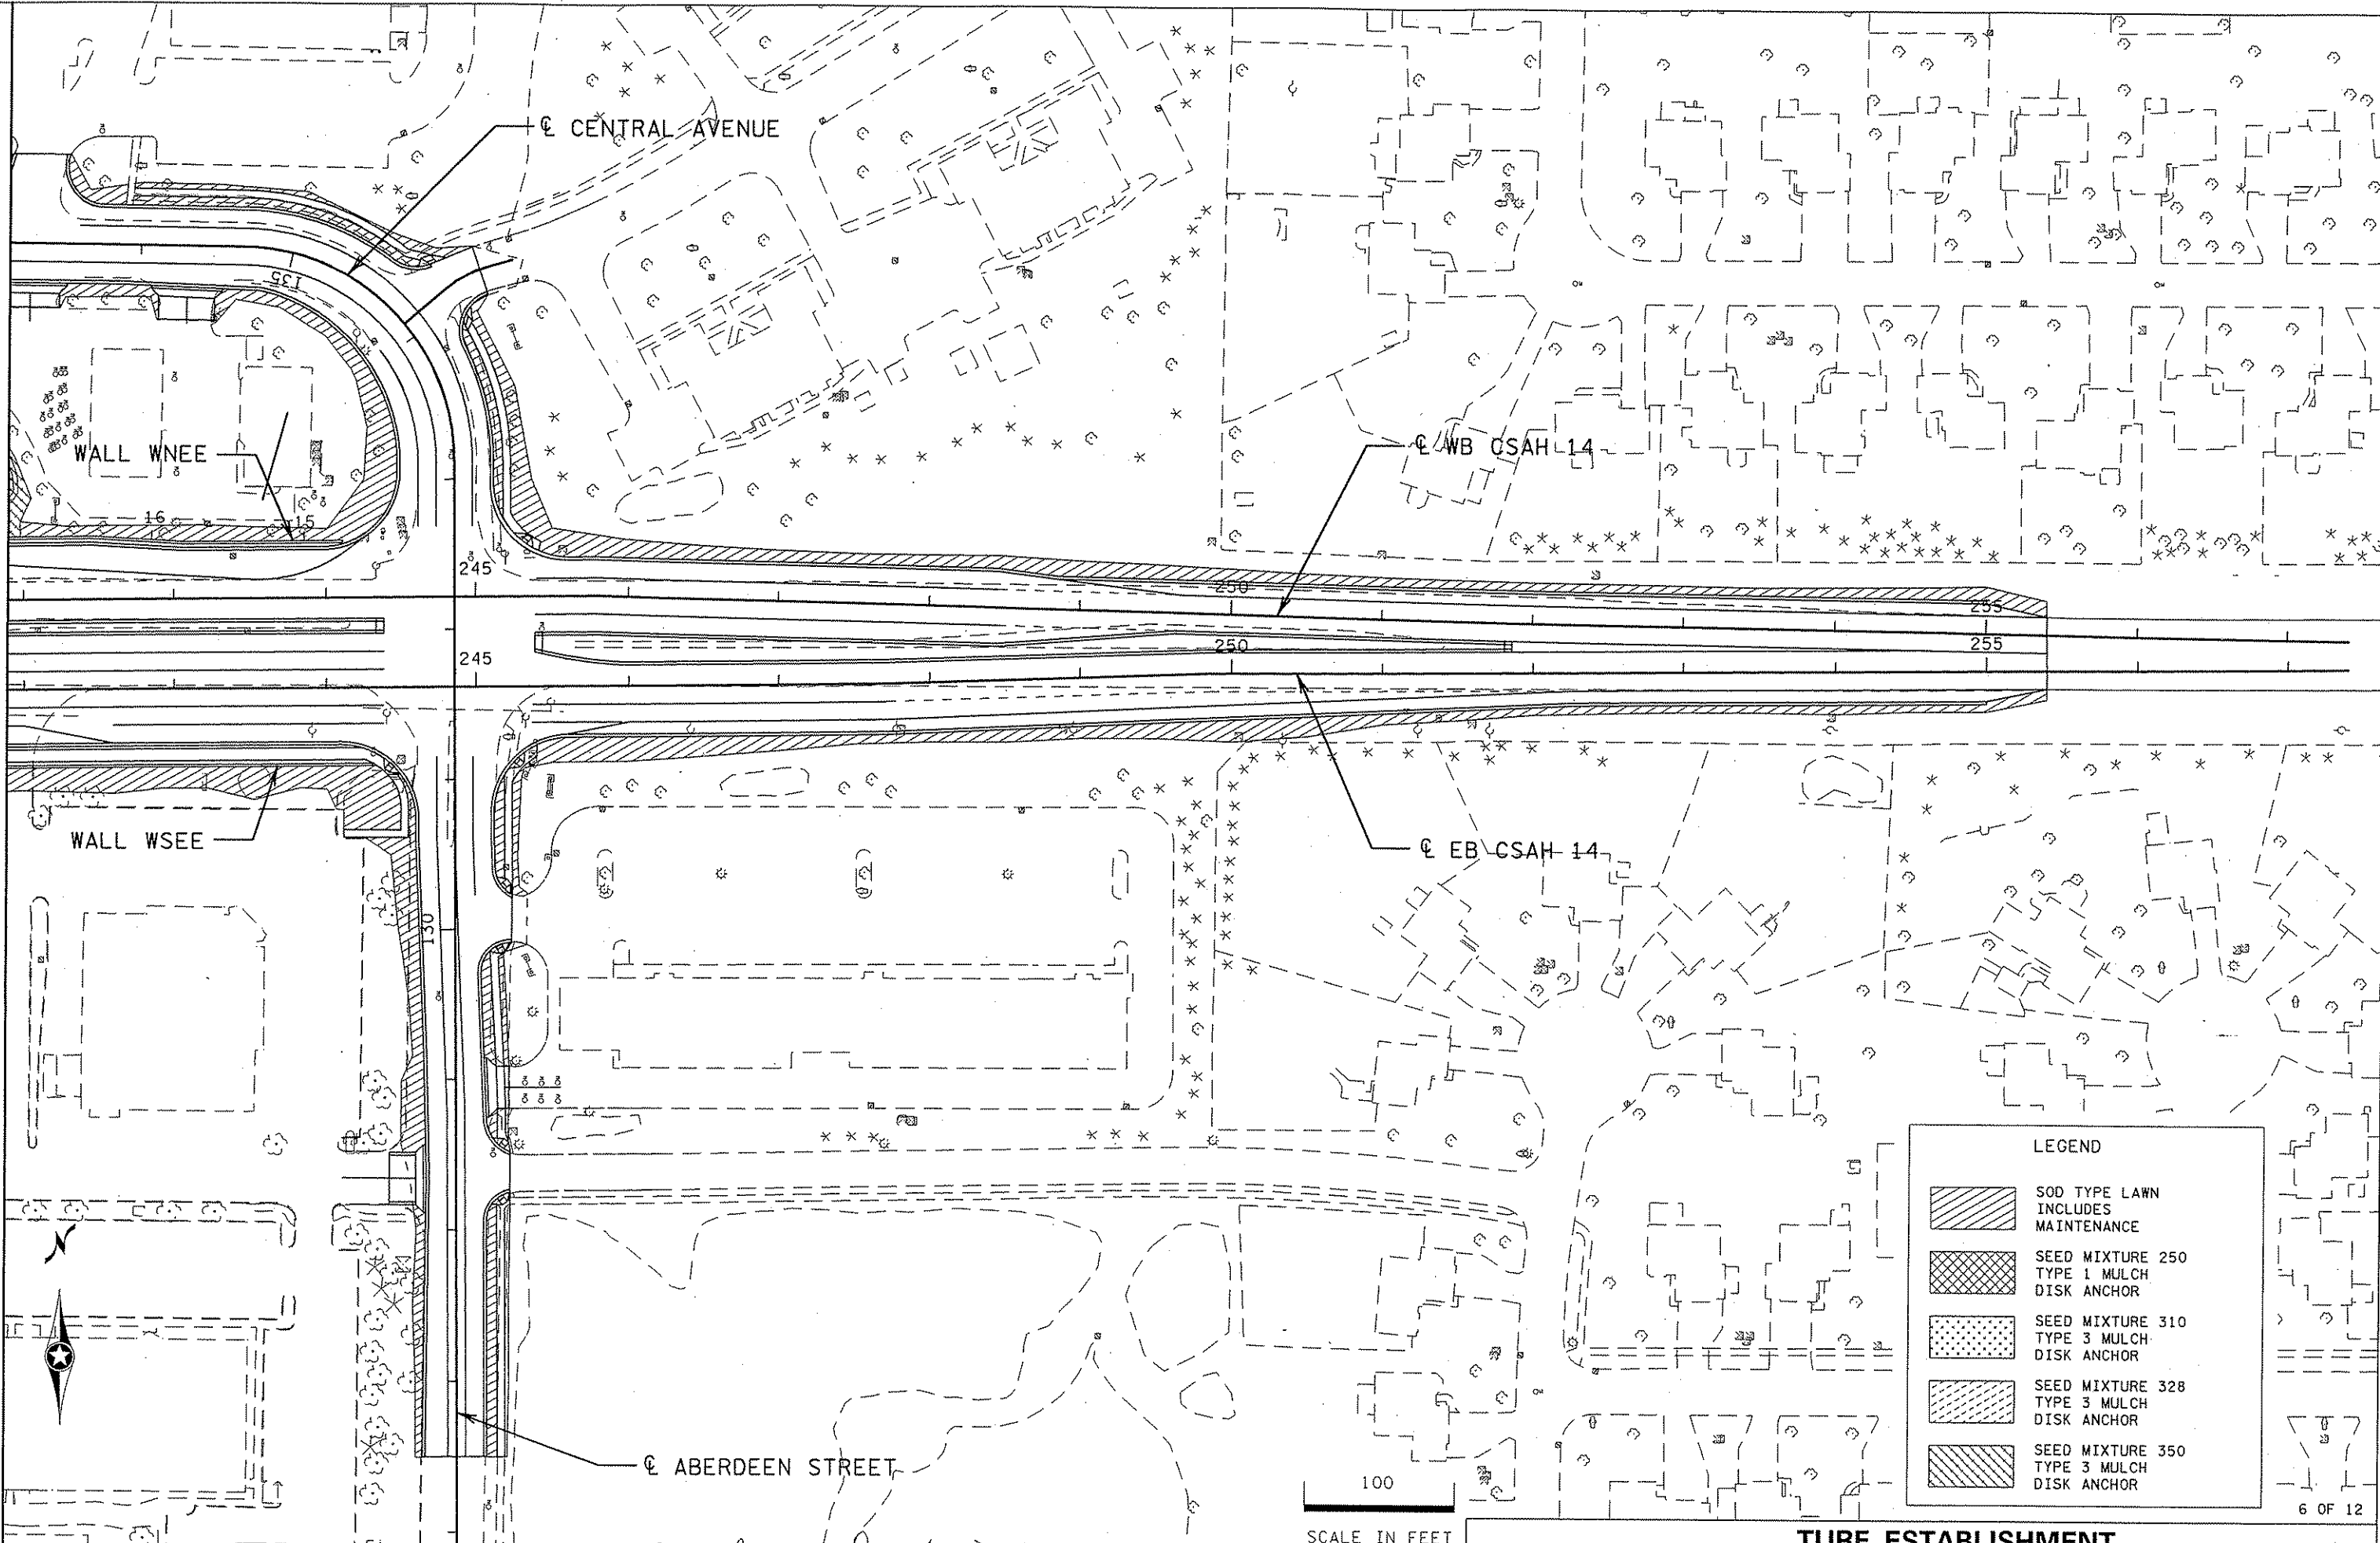 ℄ CENTRAL AVENUE
135
WALL WNEE
16
15
℄ WB CSAH 14
245
250
255
245
250
255
WALL WSEE
℄ EB CSAH 14
130
N
℄ ABERDEEN STREET
100
SCALE IN FEET
LEGEND
SOD TYPE LAWN
INCLUDES
MAINTENANCE
SEED MIXTURE 250
TYPE 1 MULCH
DISK ANCHOR
SEED MIXTURE 310
TYPE 3 MULCH
DISK ANCHOR
SEED MIXTURE 328
TYPE 3 MULCH
DISK ANCHOR
SEED MIXTURE 350
TYPE 3 MULCH
DISK ANCHOR
6 OF 12
TURF ESTABLISHMENT